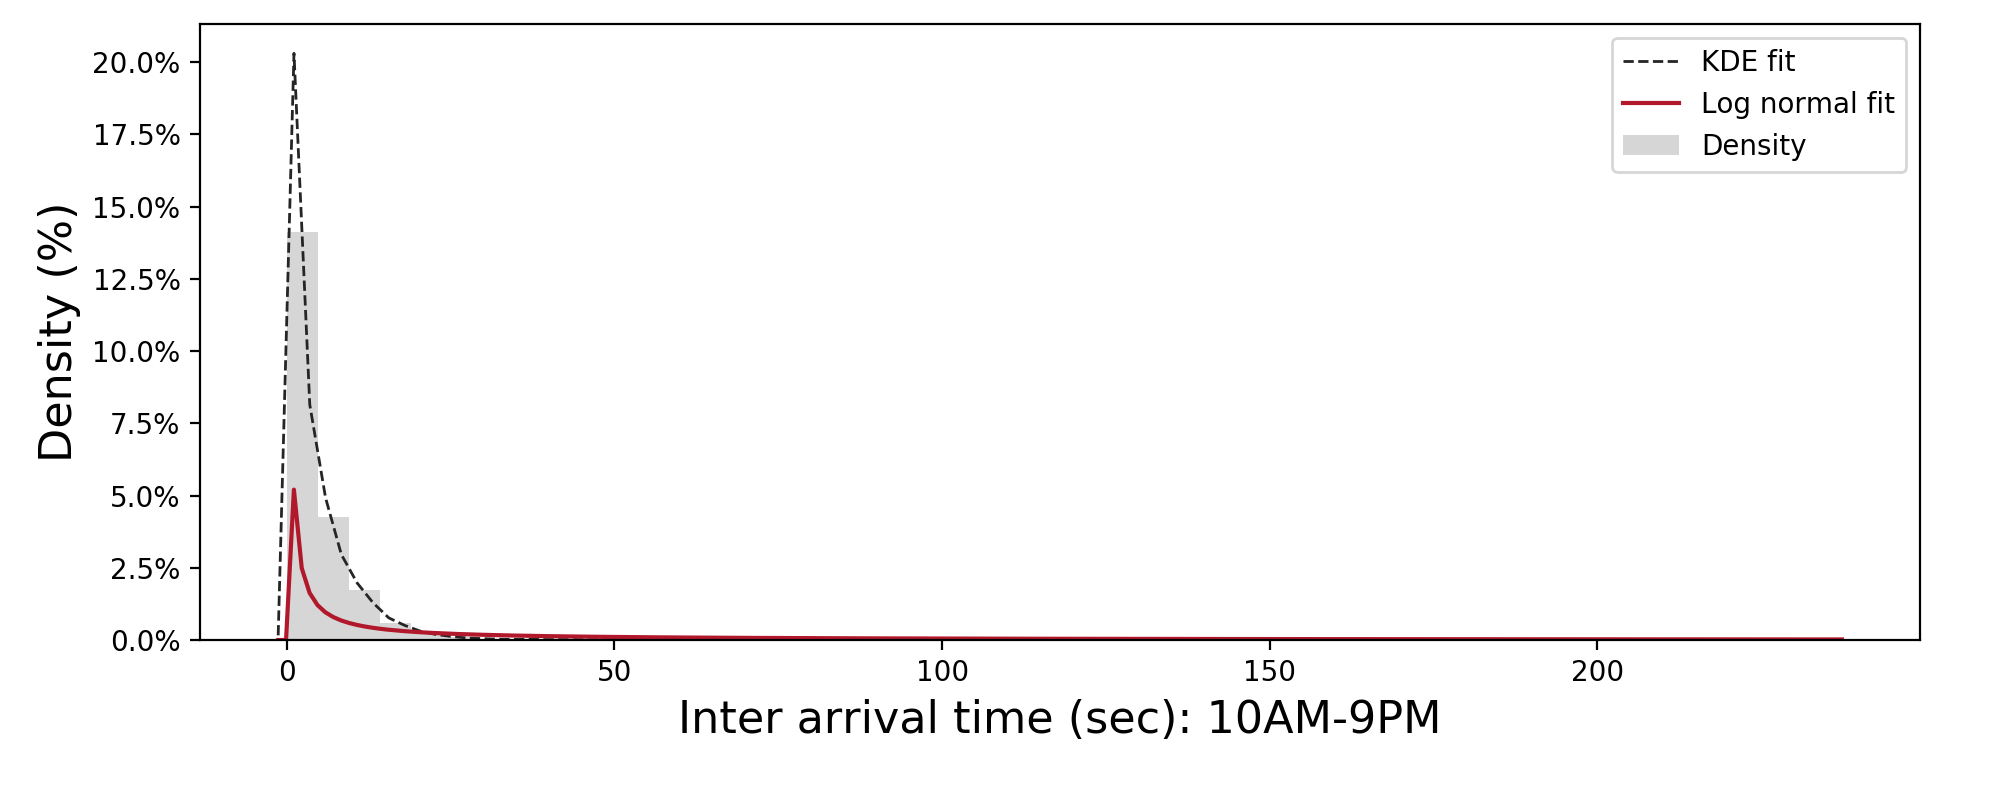 KDE fit
Log normal fit
Density
20.0%
17.5%
15.0%
12.5%
10.0%
7.5%
5.0%
2.5%
0.0%
Density (%)
0 50 100 150 200
Inter arrival time (sec): 10AM-9PM